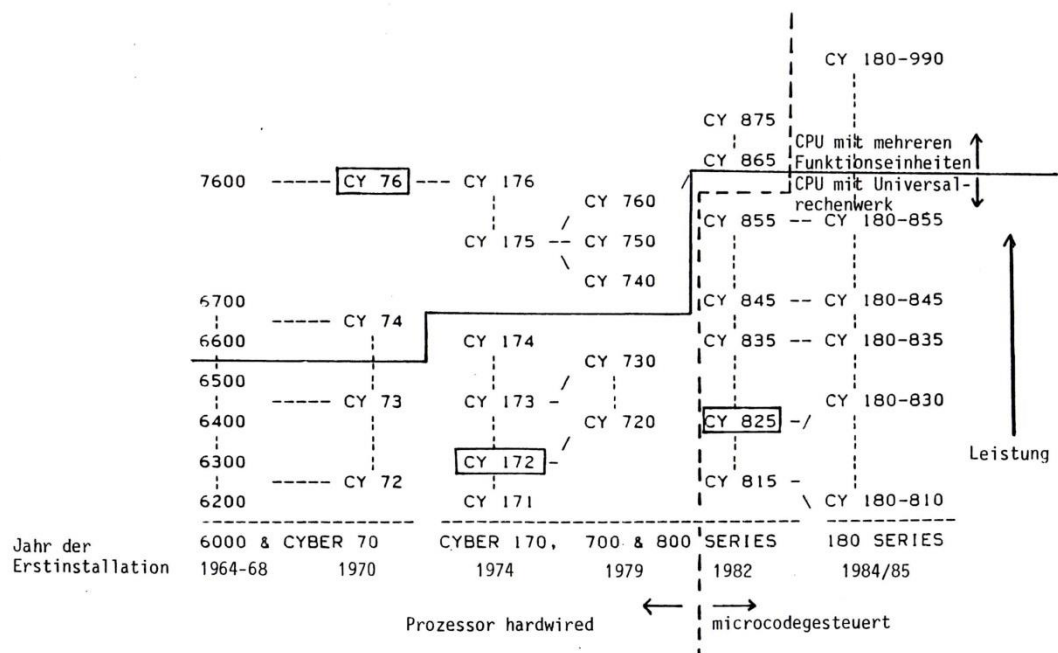 CY 180-990
CY 875
CY 865
CPU mit mehreren
Funktionseinheiten
CPU mit Universal-
rechenwerk
7600 ----- CY 76 --- CY 176
CY 760
CY 175 -- CY 750
CY 740
CY 855 -- CY 180-855
6700
----- CY 74
6600
CY 174
CY 845 -- CY 180-845
CY 835 -- CY 180-835
6500
CY 730
----- CY 73
CY 173 -
CY 180-830
6400
CY 720
CY 825 -/
6300
CY 172 -
Leistung
----- CY 72
CY 815 -
6200
CY 171
\ CY 180-810
Jahr der
Erstinstallation
6000 & CYBER 70
CYBER 170, 700 & 800 SERIES
180 SERIES
1964-68
1970
1974
1979
1982
1984/85
Prozessor hardwired
microcodegesteuert